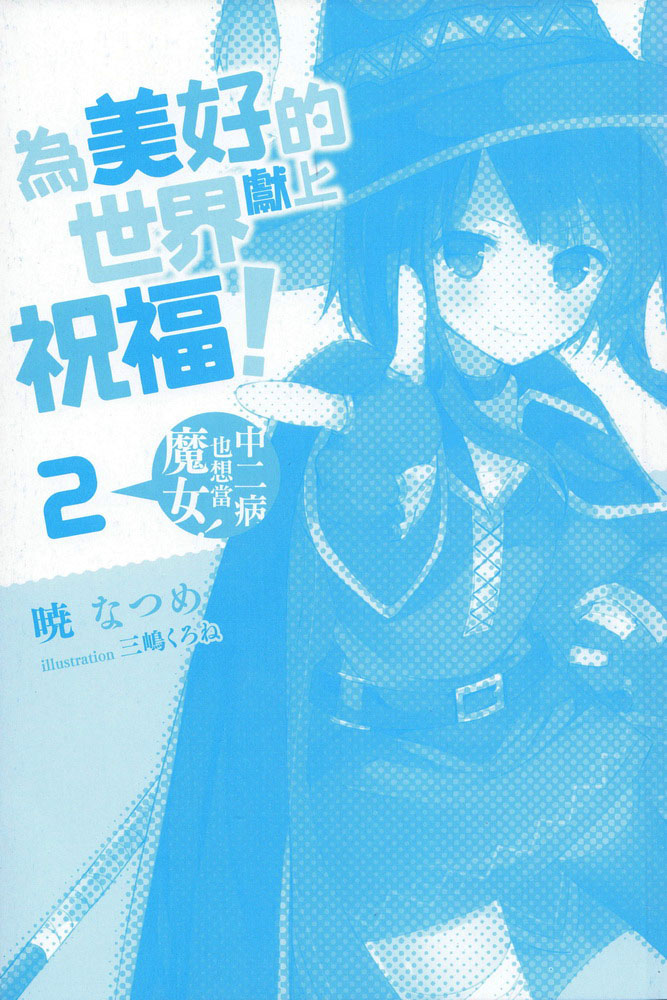 為美好的
世界獻上
祝福!
2
中二病
也想當
魔女!
暁 なつめ
illustration 三嶋くろね